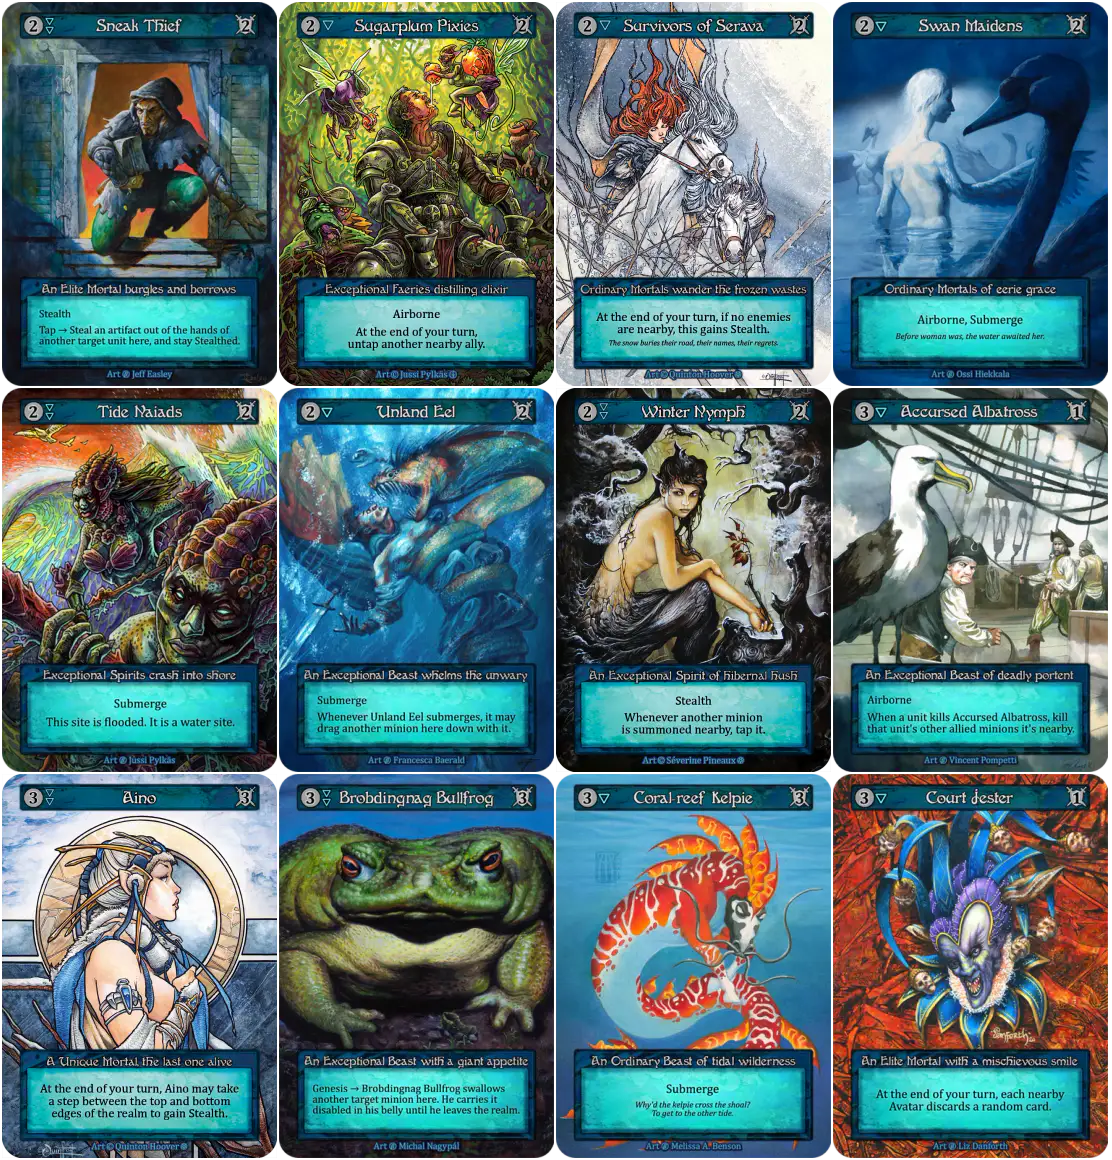 2 Sneak Thief 2
An Elite Mortal burgles and borrows
Stealth
Tap → Steal an artifact out of the hands of
another target unit here, and stay Stealthed.
Art @ Jeff Easley
2 Sugarplum Pixies 2
Exceptional Faeries distilling elixir
Airborne
At the end of your turn,
untap another nearby ally.
Art © Jussi Pylkäs
2 Survivors of Serava 2
Ordinary Mortals wander the frozen wastes
At the end of your turn, if no enemies
are nearby, this gains Stealth.
The snow buries their road, their names, their regrets.
Art © Quinton Hoover
2 Swan Maidens 2
Ordinary Mortals of eerie grace
Airborne, Submerge
Before woman was, the water awaited her.
Art @ Ossi Hiekkala
2 Tide Naiads 2
Exceptional Spirits crash into shore
Submerge
This site is flooded. It is a water site.
Art @ Jussi Pylkäs
2 Unland Eel 2
An Exceptional Beast whelms the unwary
Submerge
Whenever Unland Eel submerges, it may
drag another minion here down with it.
Art @ Francesca Baerald
2 Winter Nymph 2
An Exceptional Spirit of hibernal hush
Stealth
Whenever another minion
is summoned nearby, tap it.
Art © Séverine Pineaux
3 Accursed Albatross 1
An Exceptional Beast of deadly portent
Airborne
When a unit kills Accursed Albatross, kill
that unit's other allied minions it's nearby.
Art @ Vincent Pompetti
3 Aino 3
A Unique Mortal the last one alive
At the end of your turn, Aino may take
a step between the top and bottom
edges of the realm to gain Stealth.
Art © Quinton Hoover
3 Brobdingnag Bullfrog 3
An Exceptional Beast with a giant appetite
Genesis → Brobdingnag Bullfrog swallows
another target minion here. He carries it
disabled in his belly until he leaves the realm.
Art @ Michal Nagypál
3 Coral-reef Kelpie 3
An Ordinary Beast of tidal wilderness
Submerge
Why'd the kelpie cross the shoal?
To get to the other tide.
Art @ Melissa A. Benson
3 Court Jester 1
Danforth
An Elite Mortal with a mischievous smile
At the end of your turn, each nearby
Avatar discards a random card.
Art @ Liz Danforth